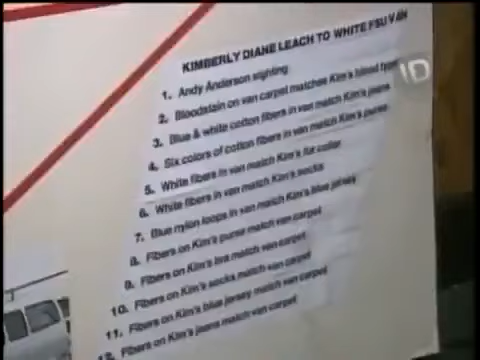 KIMBERLY DIANE LEACH TO WHITE FSU VAN
ID
1. Andy Anderson sighting
2. Bloodstain on van carpet matches Kim's blood type
3. Blue & white cotton fibers in van match Kim's jeans
4. Six colors of cotton fibers in van match Kim's purse
5. White fibers in van match Kim's fur collar
6. White fibers in van match Kim's socks
7. Blue nylon loops in van match Kim's blue jersey
8. Fibers on Kim's purse match van carpet
9. Fibers on Kim's bra match van carpet
10. Fibers on Kim's socks match van carpet
11. Fibers on Kim's blue jersey match van carpet
12. Fibers on Kim's jeans match van carpet